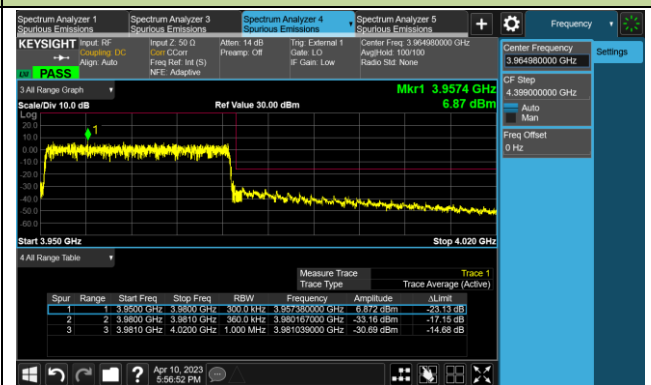 Spectrum Analyzer 1 Spectrum Analyzer 3 Spectrum Analyzer 4 Spectrum Analyzer 5
Spurious Emissions Spurious Emissions Spurious Emissions Spurious Emissions
+ Frequency
KEYSIGHT Input: RF Input Z: 50 Ω Atten: 14 dB Trig: External 1 Center Freq: 3.964980000 GHz
Coupling: DC Corr CCorr Preamp: Off Gate: LO Avg|Hold: 100/100
Align: Auto Freq Ref: Int (S) IF Gain: Low Radio Std: None
NFE: Adaptive
PASS
Center Frequency Settings
3.964980000 GHz
CF Step
4.399000000 GHz
Auto
Man
Freq Offset
0 Hz
3 All Range Graph
Mkr1 3.9574 GHz
Scale/Div 10.0 dB Ref Value 30.00 dBm 6.87 dBm
Log
20.0
10.0
0.00
-10.0
-20.0
-30.0
-40.0
-50.0
-60.0
1
Start 3.950 GHz Stop 4.020 GHz
4 All Range Table
Measure Trace Trace 1
Trace Type Trace Average (Active)
Spur Range Start Freq Stop Freq RBW Frequency Amplitude ΔLimit
1 1 3.9500 GHz 3.9800 GHz 300.0 kHz 3.957380000 GHz 6.872 dBm -23.13 dB
2 2 3.9800 GHz 3.9810 GHz 360.0 kHz 3.980167000 GHz -33.16 dBm -17.15 dB
3 3 3.9810 GHz 4.0200 GHz 1.000 MHz 3.981039000 GHz -30.69 dBm -14.68 dB
? Apr 10, 2023
5:56:52 PM